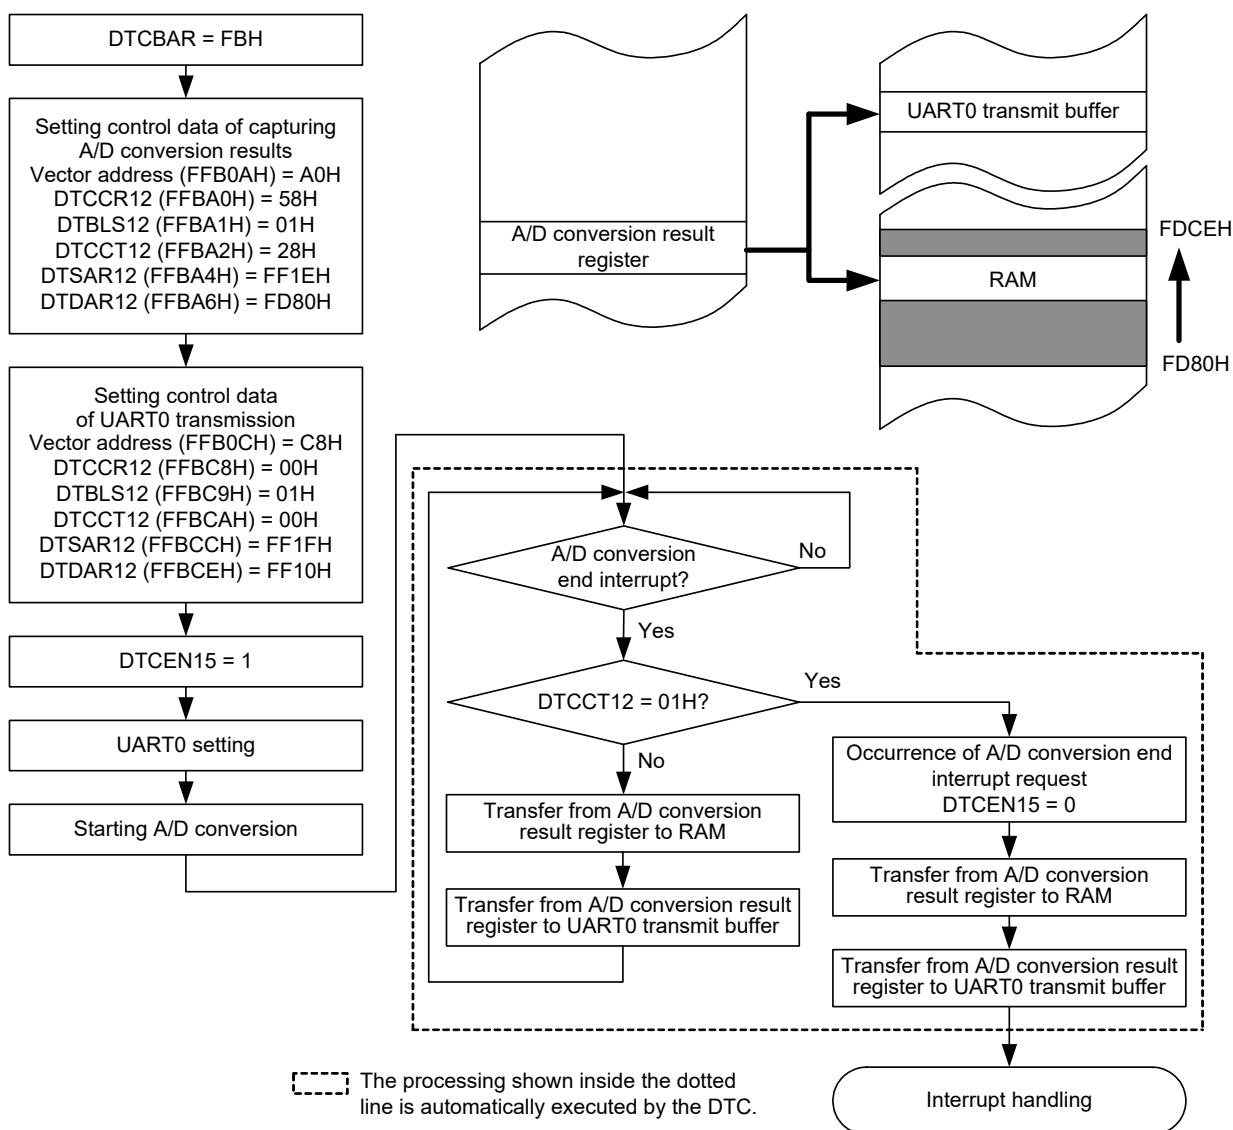 DTCBAR = FBH
Setting control data of capturing
A/D conversion results
Vector address (FFB0AH) = A0H
DTCCR12 (FFBA0H) = 58H
DTBLS12 (FFBA1H) = 01H
DTCCT12 (FFBA2H) = 28H
DTSAR12 (FFBA4H) = FF1EH
DTDAR12 (FFBA6H) = FD80H
Setting control data
of UART0 transmission
Vector address (FFB0CH) = C8H
DTCCR12 (FFBC8H) = 00H
DTBLS12 (FFBC9H) = 01H
DTCCT12 (FFBCAH) = 00H
DTSAR12 (FFBCCH) = FF1FH
DTDAR12 (FFBCEH) = FF10H
DTCEN15 = 1
UART0 setting
Starting A/D conversion
A/D conversion result
register
UART0 transmit buffer
FDCEH
RAM
FD80H
A/D conversion
end interrupt?
No
Yes
DTCCT12 = 01H?
Yes
No
Transfer from A/D conversion
result register to RAM
Transfer from A/D conversion result
register to UART0 transmit buffer
Occurrence of A/D conversion end
interrupt request
DTCEN15 = 0
Transfer from A/D conversion
result register to RAM
Transfer from A/D conversion result
register to UART0 transmit buffer
Interrupt handling
The processing shown inside the dotted
line is automatically executed by the DTC.